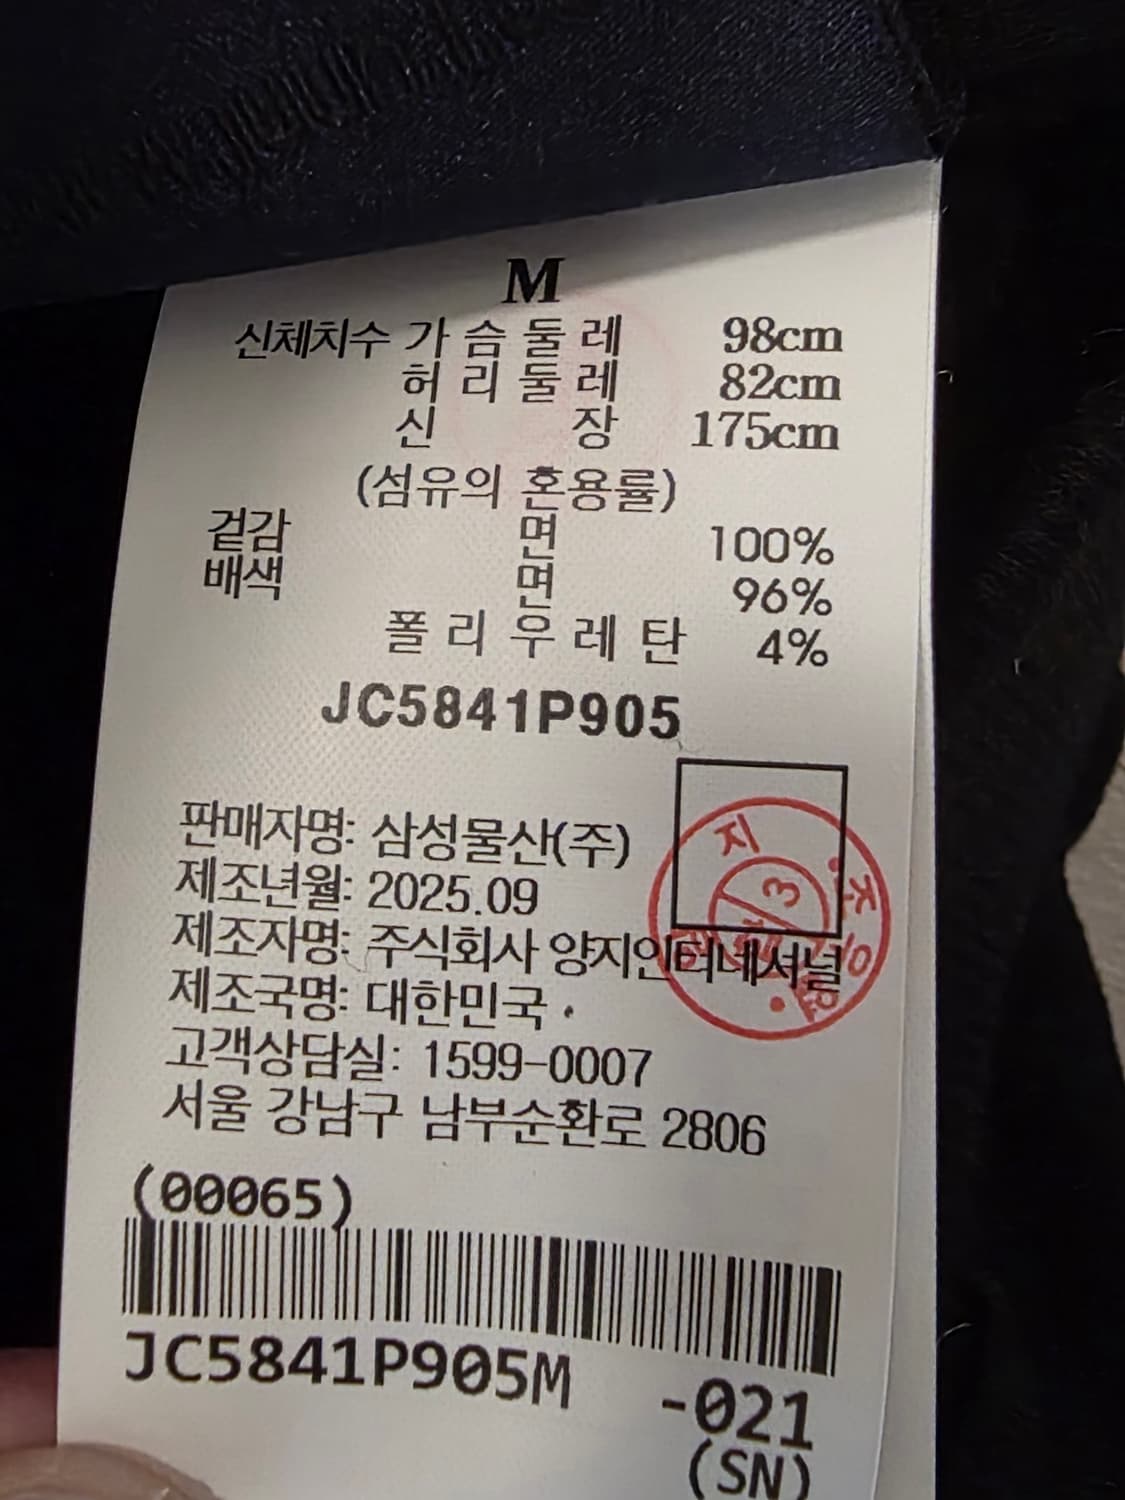 M
신체치수 가슴둘레 98cm
허리둘레 82cm
신장 175cm
(섬유의 혼용률)
겉감 면 100%
배색 면 96%
폴리우레탄 4%
JC5841P905
판매자명: 삼성물산(주)
제조년월: 2025.09
제조자명: 주식회사 양지인터네셔널
제조국명: 대한민국
고객상담실: 1599-0007
서울 강남구 남부순환로 2806
(00065)
JC5841P905M
-021
(SN)
지
3